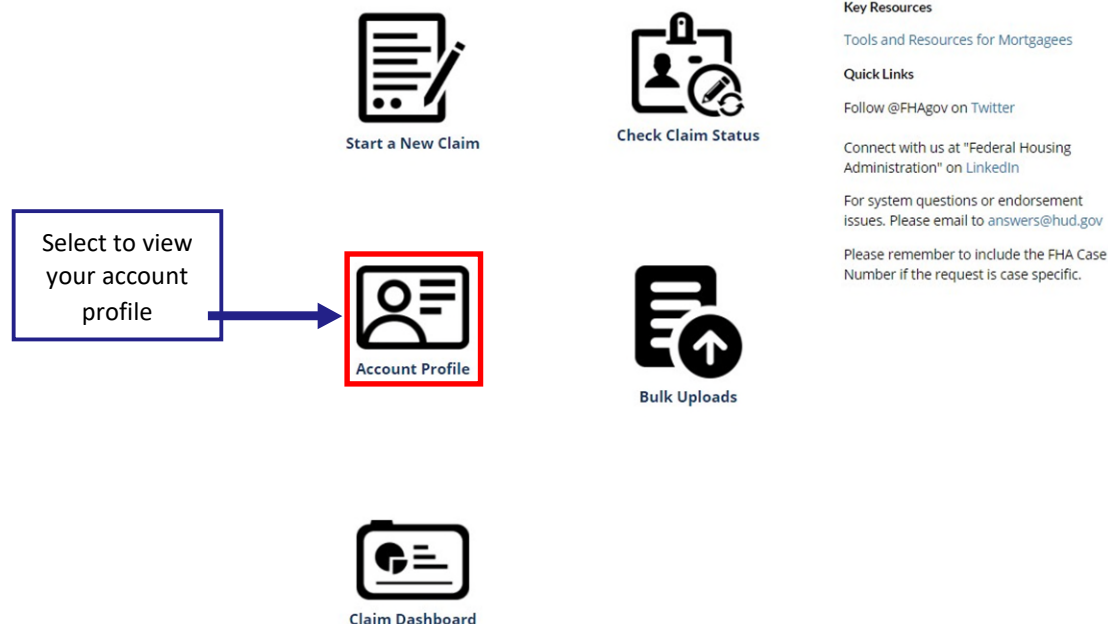 Start a New Claim
Check Claim Status
Select to view
your account
profile
Account Profile
Bulk Uploads
Claim Dashboard
Key Resources
Tools and Resources for Mortgagees
Quick Links
Follow @FHAgov on Twitter
Connect with us at "Federal Housing
Administration" on LinkedIn
For system questions or endorsement
issues. Please email to answers@hud.gov
Please remember to include the FHA Case
Number if the request is case specific.